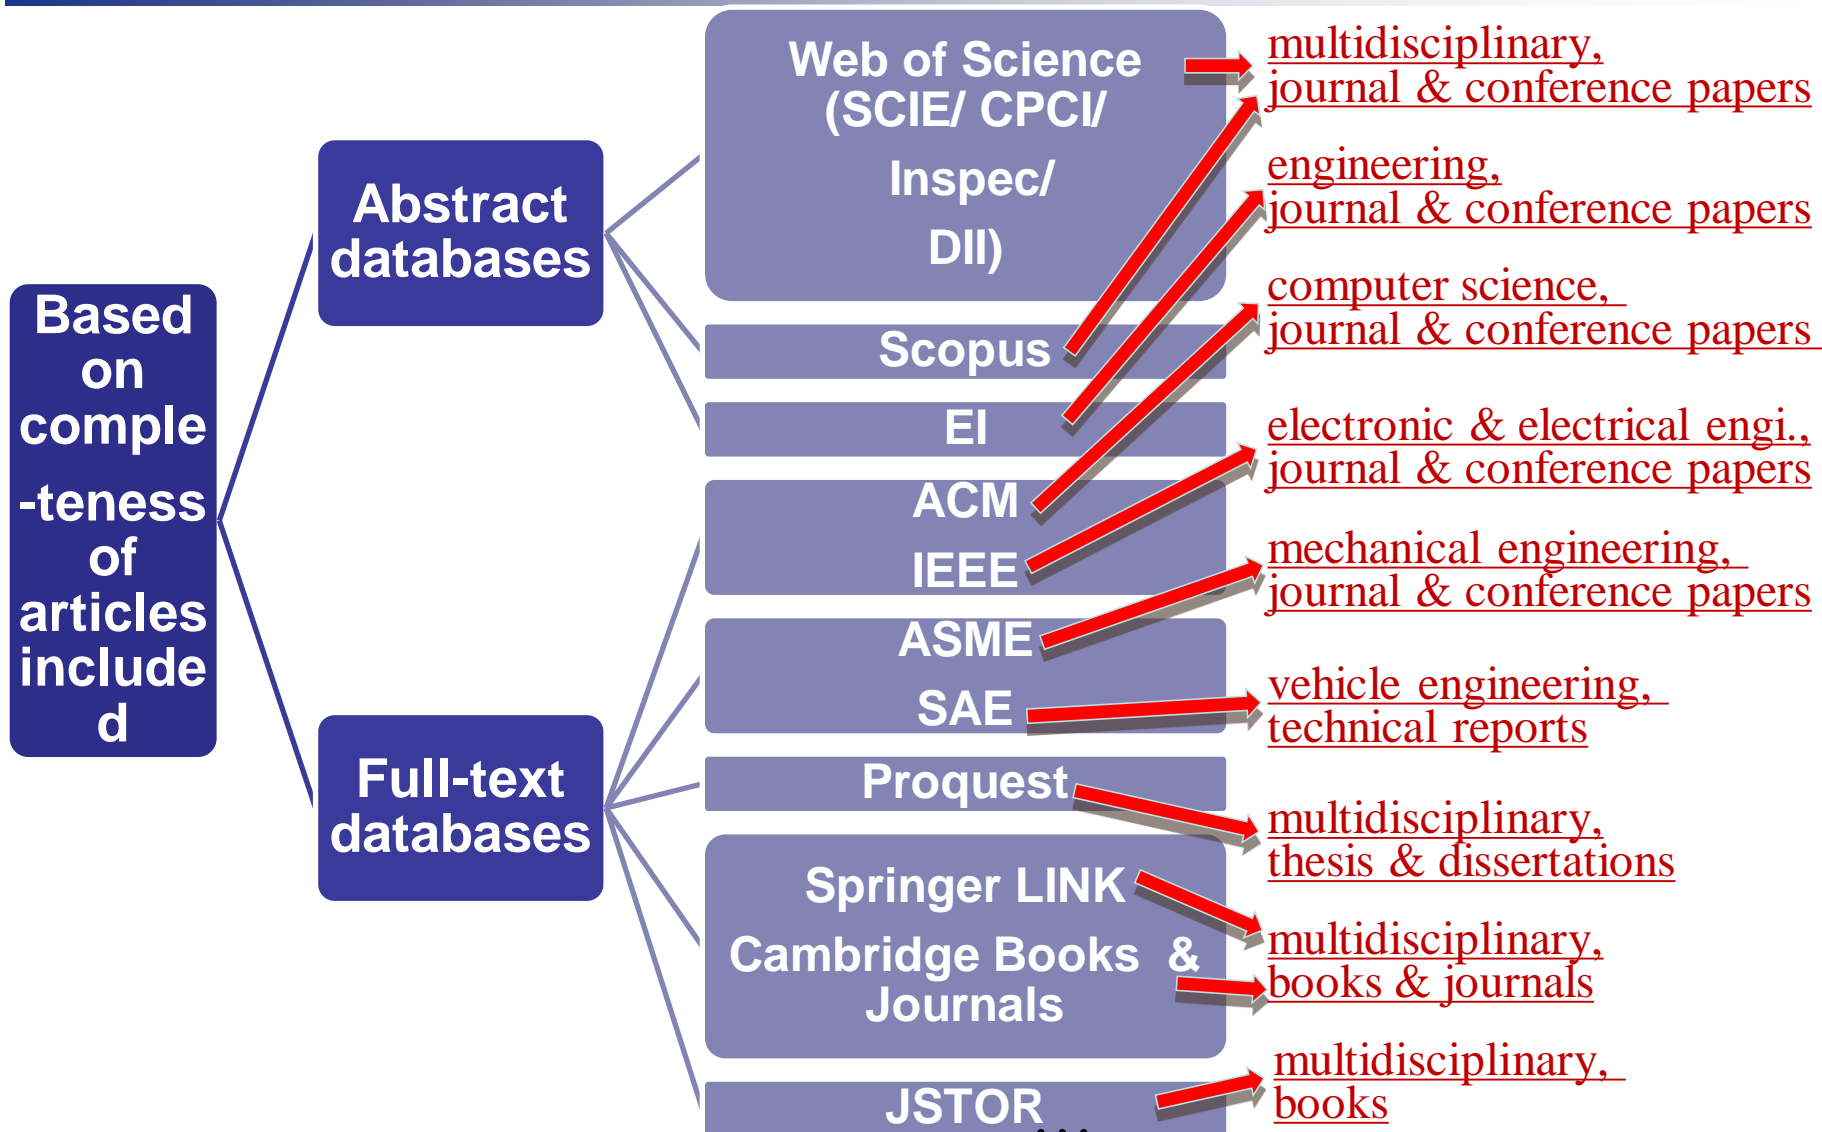 Based
on
comple
-teness
of
articles
include
d
Abstract
databases
Full-text
databases
Web of Science
(SCIE/ CPCI/
Inspec/
DII)
Scopus
EI
ACM
IEEE
ASME
SAE
Proquest
Springer LINK
Cambridge Books &
Journals
JSTOR
...
multidisciplinary,
journal & conference papers
engineering,
journal & conference papers
computer science,
journal & conference papers
electronic & electrical engi.,
journal & conference papers
mechanical engineering,
journal & conference papers
vehicle engineering,
technical reports
multidisciplinary,
thesis & dissertations
multidisciplinary,
books & journals
multidisciplinary,
books